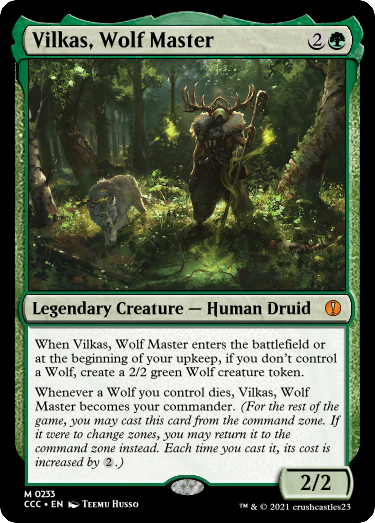 Vilkas, Wolf Master 2
Legendary Creature — Human Druid
When Vilkas, Wolf Master enters the battlefield or
at the beginning of your upkeep, if you don't control
a Wolf, create a 2/2 green Wolf creature token.
Whenever a Wolf you control dies, Vilkas, Wolf
Master becomes your commander. (For the rest of
the game, you may cast this card from the command zone. If
it were to change zones, you may return it to the
command zone instead. Each time you cast it, its cost is
increased by 2.)
2/2
M 0233
CCC • EN Teemu Husso
™ & © 2021 crushcastles23